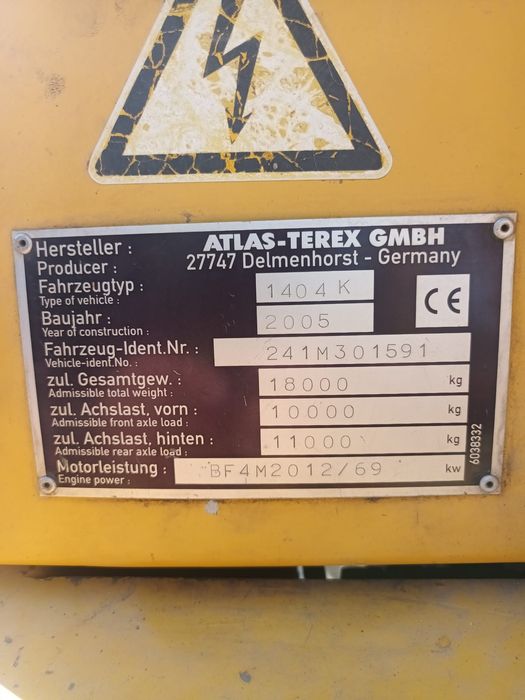 Hersteller :
Producer :
ATLAS-TEREX GMBH
27747 Delmenhorst - Germany
Fahrzeugtyp :
Type of vehicle :
1404 K
Baujahr :
Year of construction :
2005
CE
Fahrzeug-Ident.Nr. :
Vehicle-ident.No. :
241M301591
zul. Gesamtgew. :
Admissible total weight :
18000 kg
zul. Achslast, vorn :
Admissible front axle load :
10000 kg
zul. Achslast, hinten :
Admissible rear axle load :
11000 kg
Motorleistung :
Engine power :
BF4M2012/69 kw
6038332